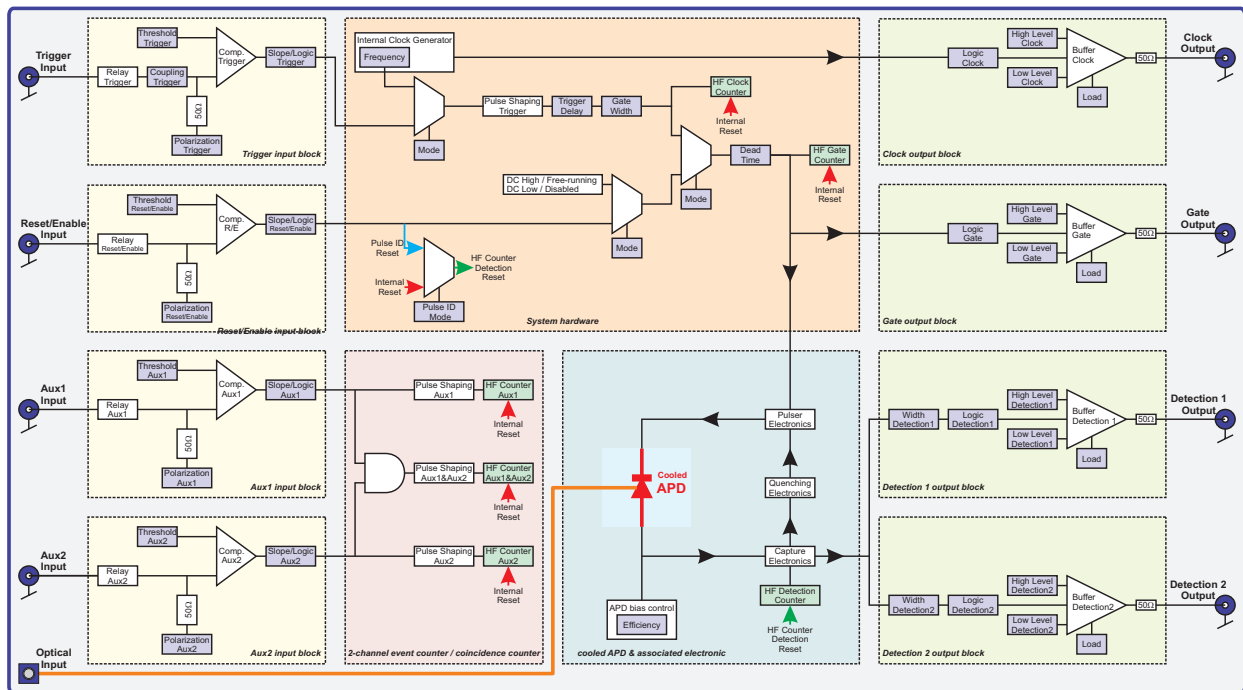 Trigger
Input
Threshold
Trigger
Relay
Trigger
Coupling
Trigger
50Ω
Polarization
Trigger
Comp.
Trigger
Slope/Logic
Trigger
Trigger input block
Reset/Enable
Input
Threshold
Reset/Enable
Relay
Reset/Enable
50Ω
Polarization
Reset/Enable
Comp.
R/E
Slope/Logic
Reset/Enable
Reset/Enable input block
Aux1
Input
Threshold
Aux1
Relay
Aux1
50Ω
Polarization
Aux1
Comp.
Aux1
Slope/Logic
Aux1
Aux1 input block
Aux2
Input
Threshold
Aux2
Relay
Aux2
50Ω
Polarization
Aux2
Comp.
Aux2
Slope/Logic
Aux2
Aux2 input block
Optical
Input
Internal Clock Generator
Frequency
Mode
Pulse Shaping
Trigger
Trigger
Delay
Gate
Width
HF Clock
Counter
Internal
Reset
DC High / Free-running
DC Low / Disabled
Mode
Mode
Dead
Time
HF Gate
Counter
Internal
Reset
Pulse ID
Reset
Internal
Reset
HF Counter
Detection
Reset
Pulse ID
Mode
System hardware
Pulse Shaping
Aux1
HF Counter
Aux1
Internal
Reset
Pulse Shaping
Aux1&Aux2
HF Counter
Aux1&Aux2
Internal
Reset
Pulse Shaping
Aux2
HF Counter
Aux2
Internal
Reset
2-channel event counter / coincidence counter
Cooled
APD
Pulser
Electronics
Quenching
Electronics
Capture
Electronics
HF Detection
Counter
HF Counter
Detection
Reset
APD bias control
Efficiency
cooled APD & associated electronic
Logic
Clock
High Level
Clock
Low Level
Clock
Buffer
Clock
Load
50Ω
Clock
Output
Clock output block
Logic
Gate
High Level
Gate
Low Level
Gate
Buffer
Gate
Load
50Ω
Gate
Output
Gate output block
Width
Detection1
Logic
Detection1
High Level
Detection1
Low Level
Detection1
Buffer
Detection 1
Load
50Ω
Detection 1
Output
Detection 1 output block
Width
Detection2
Logic
Detection2
High Level
Detection2
Low Level
Detection2
Buffer
Detection2
Load
50Ω
Detection 2
Output
Detection 2 output block